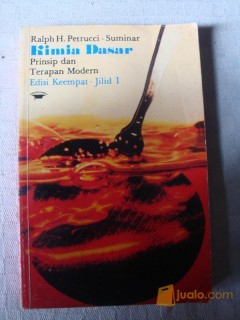 Ralph H. Petrucci · Suminar
Kimia Dasar
Prinsip dan
Terapan Modern
Edisi Keempat · Jilid 1
jualo.com